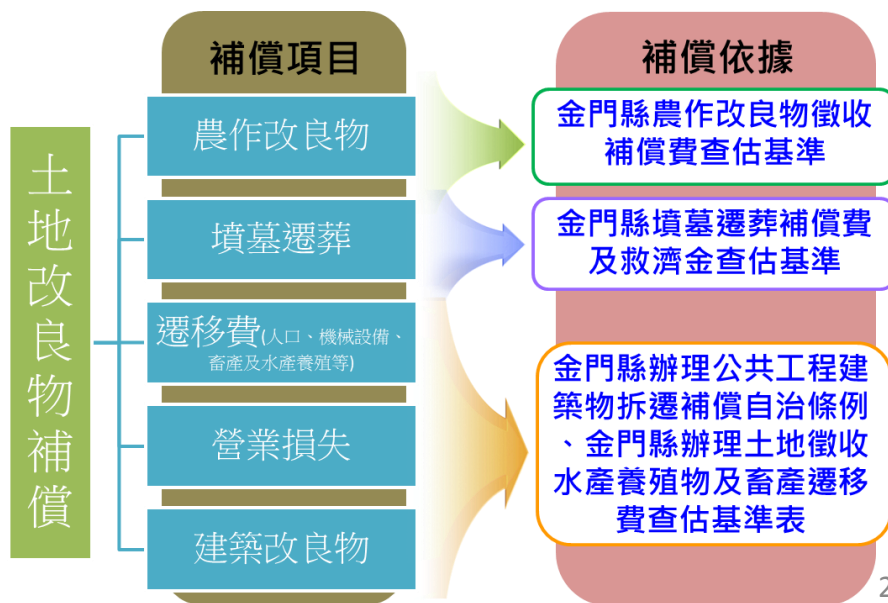 土地改良物補償
補償項目
農作改良物
墳墓遷葬
遷移費(人口、機械設備、
畜產及水產養殖等)
營業損失
建築改良物
補償依據
金門縣農作改良物徵收
補償費查估基準
金門縣墳墓遷葬補償費
及救濟金查估基準
金門縣辦理公共工程建
築物拆遷補償自治條例
、金門縣辦理土地徵收
水產養殖物及畜產遷移
費查估基準表
2